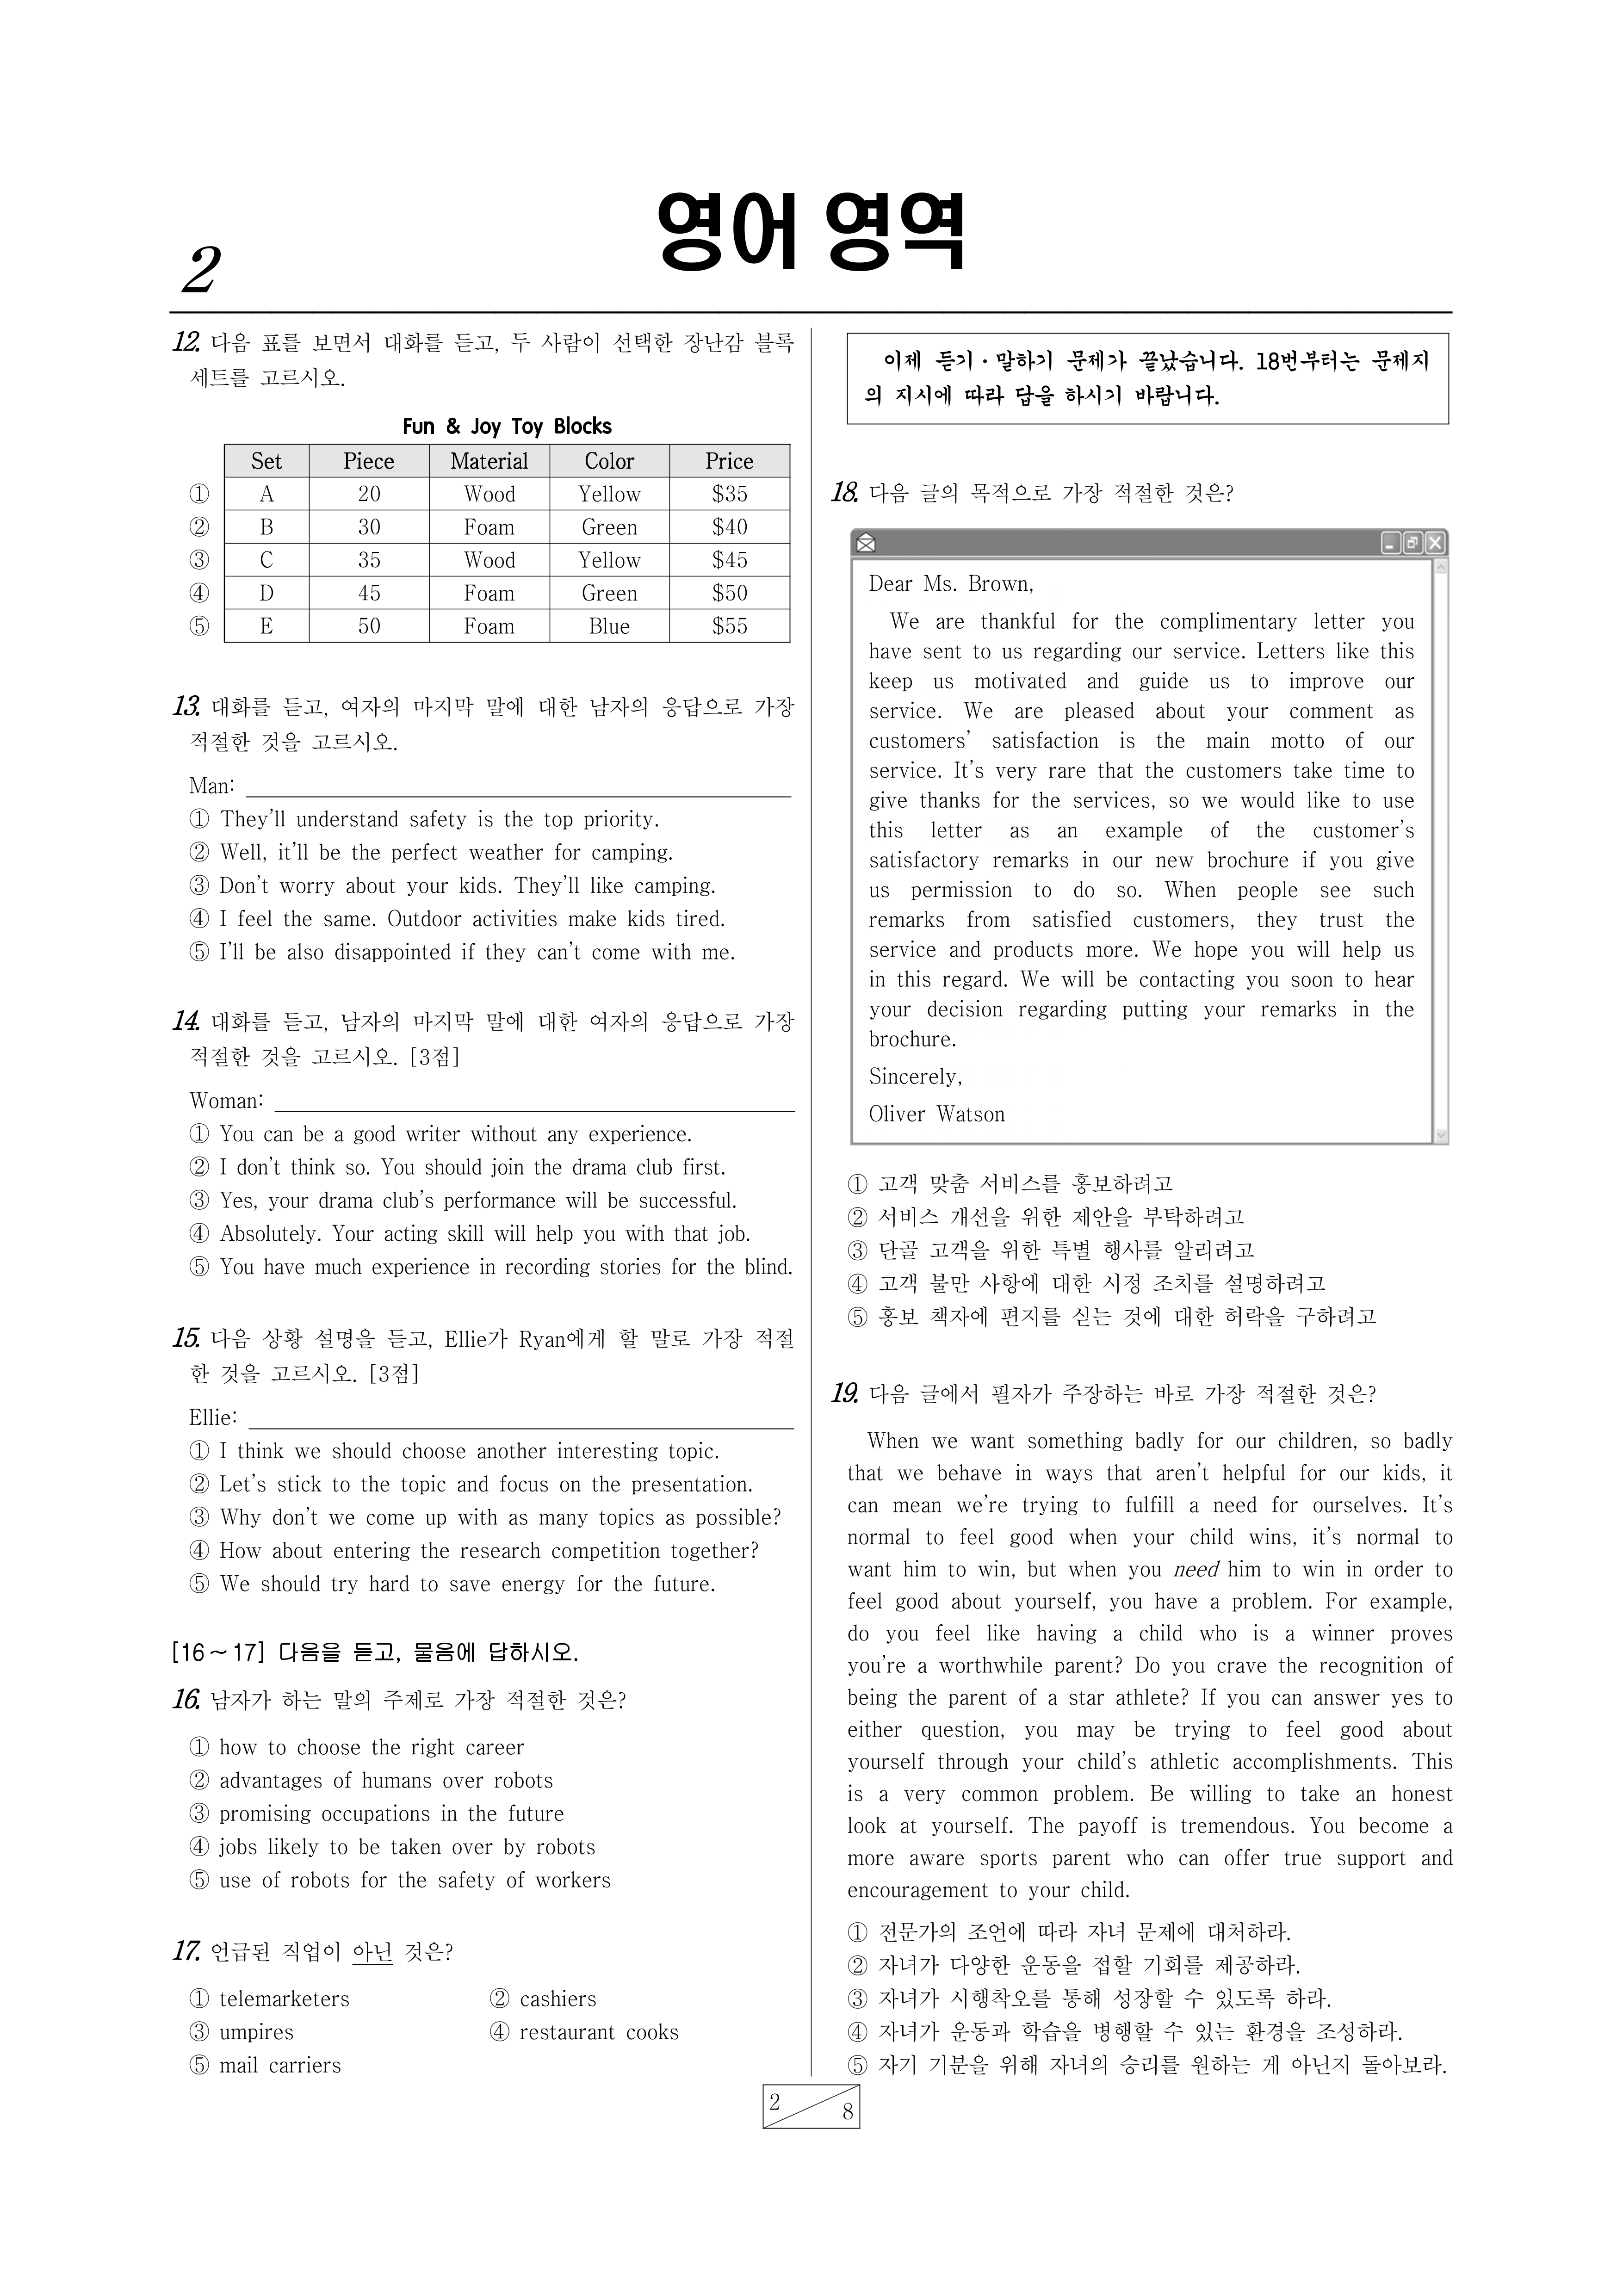 영어 영역
2
12. 다음 표를 보면서 대화를 듣고, 두 사람이 선택한 장난감 블록
세트를 고르시오.
Fun & Joy Toy Blocks
Set Piece Material Color Price
① A 20 Wood Yellow $35
② B 30 Foam Green $40
③ C 35 Wood Yellow $45
④ D 45 Foam Green $50
⑤ E 50 Foam Blue $55
13. 대화를 듣고, 여자의 마지막 말에 대한 남자의 응답으로 가장
적절한 것을 고르시오.
Man:
① They'll understand safety is the top priority.
② Well, it'll be the perfect weather for camping.
③ Don't worry about your kids. They'll like camping.
④ I feel the same. Outdoor activities make kids tired.
⑤ I'll be also disappointed if they can't come with me.
14. 대화를 듣고, 남자의 마지막 말에 대한 여자의 응답으로 가장
적절한 것을 고르시오. [3점]
Woman:
① You can be a good writer without any experience.
② I don't think so. You should join the drama club first.
③ Yes, your drama club's performance will be successful.
④ Absolutely. Your acting skill will help you with that job.
⑤ You have much experience in recording stories for the blind.
15. 다음 상황 설명을 듣고, Ellie가 Ryan에게 할 말로 가장 적절
한 것을 고르시오. [3점]
Ellie:
① I think we should choose another interesting topic.
② Let's stick to the topic and focus on the presentation.
③ Why don't we come up with as many topics as possible?
④ How about entering the research competition together?
⑤ We should try hard to save energy for the future.
[16~17] 다음을 듣고, 물음에 답하시오.
16. 남자가 하는 말의 주제로 가장 적절한 것은?
① how to choose the right career
② advantages of humans over robots
③ promising occupations in the future
④ jobs likely to be taken over by robots
⑤ use of robots for the safety of workers
17. 언급된 직업이 아닌 것은?
① telemarketers ② cashiers
③ umpires ④ restaurant cooks
⑤ mail carriers
이제 듣기·말하기 문제가 끝났습니다. 18번부터는 문제지
의 지시에 따라 답을 하시기 바랍니다.
18. 다음 글의 목적으로 가장 적절한 것은?
Dear Ms. Brown,
We are thankful for the complimentary letter you
have sent to us regarding our service. Letters like this
keep us motivated and guide us to improve our
service. We are pleased about your comment as
customers' satisfaction is the main motto of our
service. It's very rare that the customers take time to
give thanks for the services, so we would like to use
this letter as an example of the customer's
satisfactory remarks in our new brochure if you give
us permission to do so. When people see such
remarks from satisfied customers, they trust the
service and products more. We hope you will help us
in this regard. We will be contacting you soon to hear
your decision regarding putting your remarks in the
brochure.
Sincerely,
Oliver Watson
① 고객 맞춤 서비스를 홍보하려고
② 서비스 개선을 위한 제안을 부탁하려고
③ 단골 고객을 위한 특별 행사를 알리려고
④ 고객 불만 사항에 대한 시정 조치를 설명하려고
⑤ 홍보 책자에 편지를 싣는 것에 대한 허락을 구하려고
19. 다음 글에서 필자가 주장하는 바로 가장 적절한 것은?
When we want something badly for our children, so badly
that we behave in ways that aren't helpful for our kids, it
can mean we're trying to fulfill a need for ourselves. It's
normal to feel good when your child wins, it's normal to
want him to win, but when you need him to win in order to
feel good about yourself, you have a problem. For example,
do you feel like having a child who is a winner proves
you're a worthwhile parent? Do you crave the recognition of
being the parent of a star athlete? If you can answer yes to
either question, you may be trying to feel good about
yourself through your child's athletic accomplishments. This
is a very common problem. Be willing to take an honest
look at yourself. The payoff is tremendous. You become a
more aware sports parent who can offer true support and
encouragement to your child.
① 전문가의 조언에 따라 자녀 문제에 대처하라.
② 자녀가 다양한 운동을 접할 기회를 제공하라.
③ 자녀가 시행착오를 통해 성장할 수 있도록 하라.
④ 자녀가 운동과 학습을 병행할 수 있는 환경을 조성하라.
⑤ 자기 기분을 위해 자녀의 승리를 원하는 게 아닌지 돌아보라.
2
8